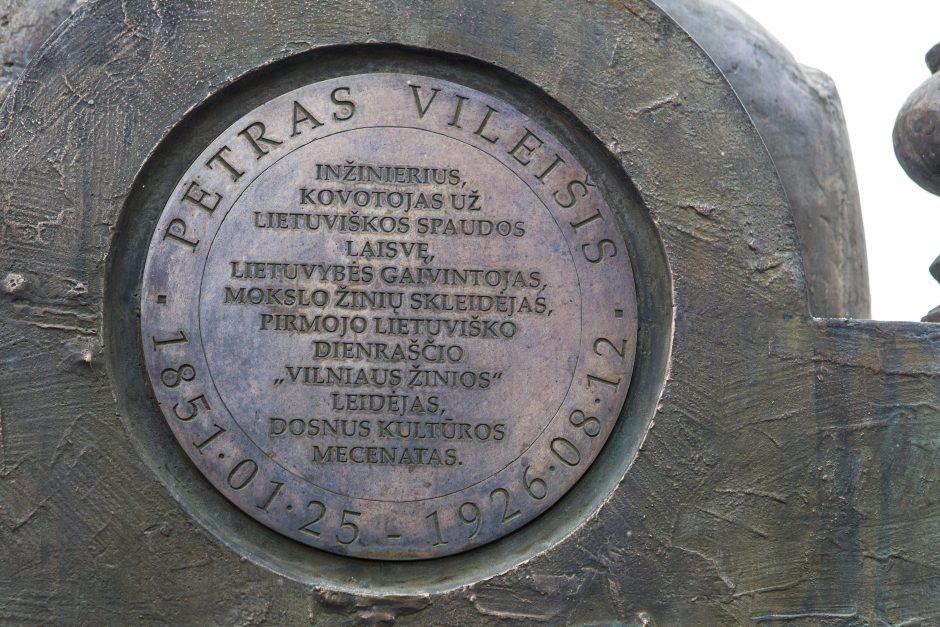 PETRAS VILEIŠIS
INŽINIERIUS,
KOVOTOJAS UŽ
LIETUVIŠKOS SPAUDOS
LAISVĘ,
LIETUVYBĖS GAIVINTOJAS,
MOKSLO ŽINIŲ SKLEIDĖJAS,
PIRMOJO LIETUVIŠKO
DIENRAŠČIO
„VILNIAUS ŽINIOS“
LEIDĖJAS,
DOSNUS KULTŪROS
MECENATAS.
· 1851·01·25 - 1926·08·12 ·